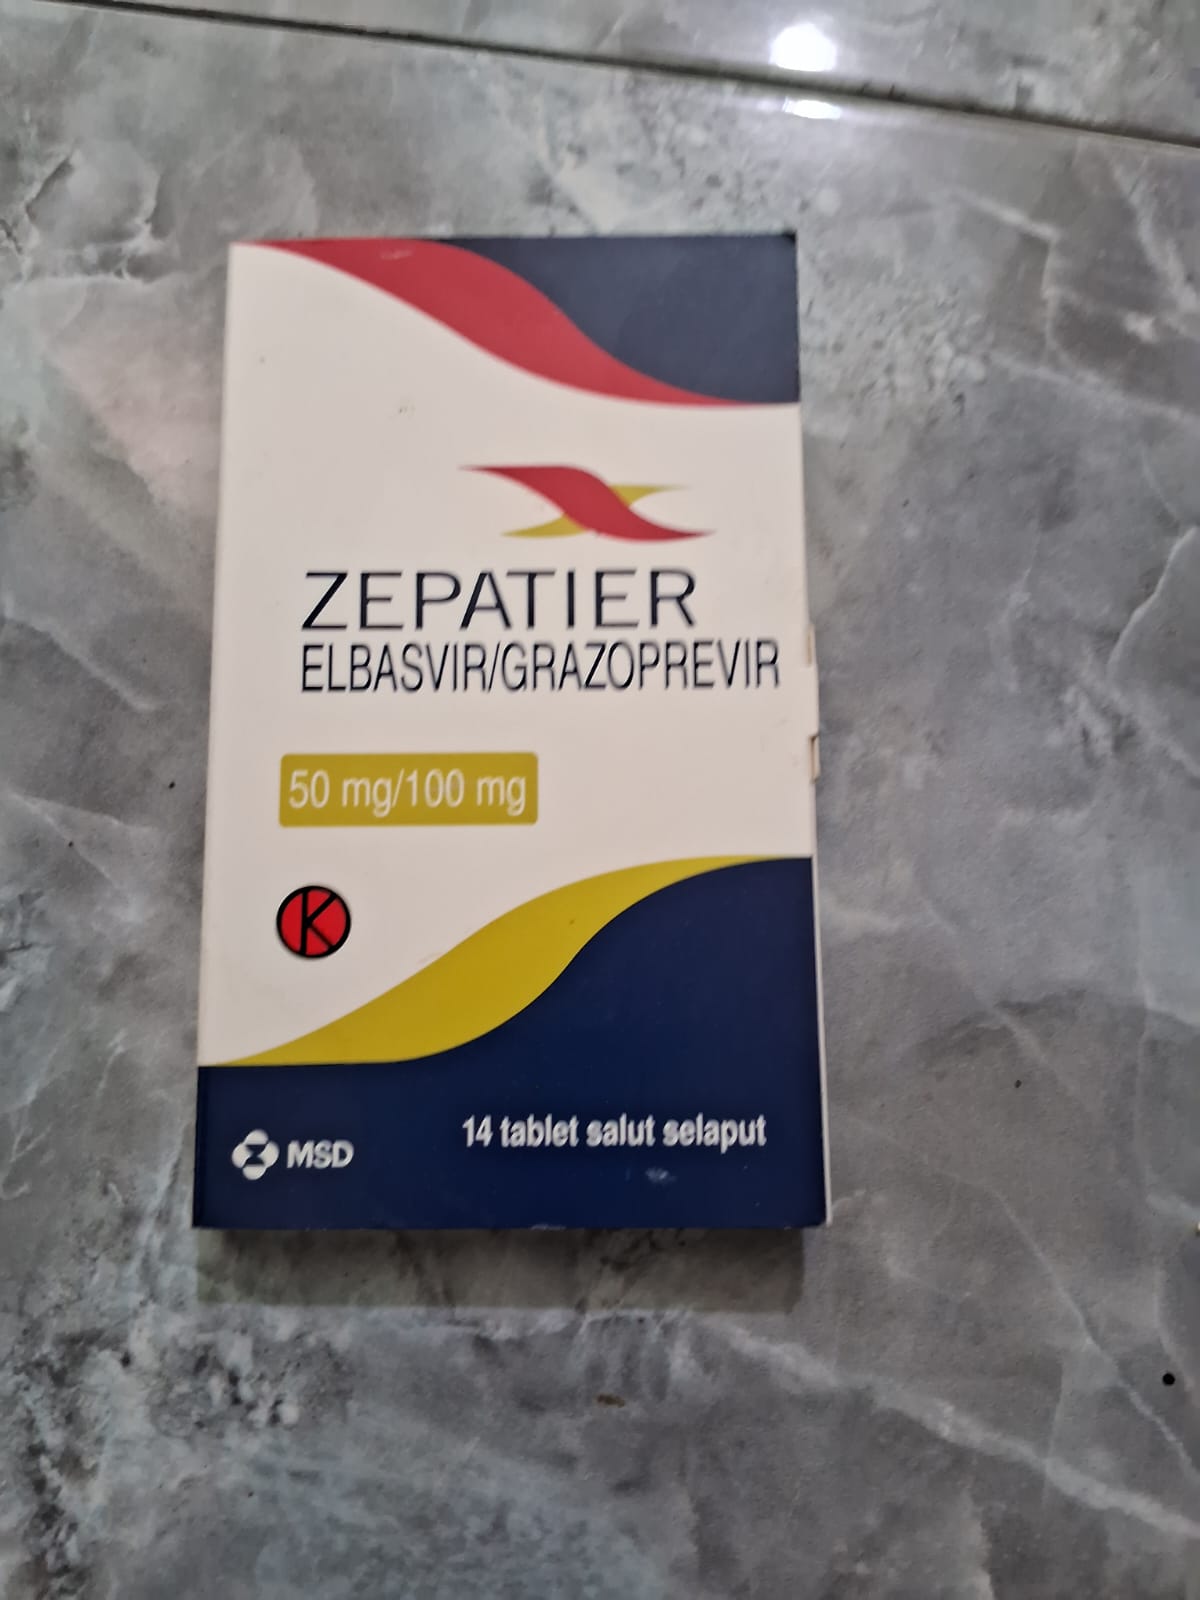 ZEPATIER
ELBASVIR/GRAZOPREVIR
50 mg/100 mg
K
14 tablet salut selaput
MSD